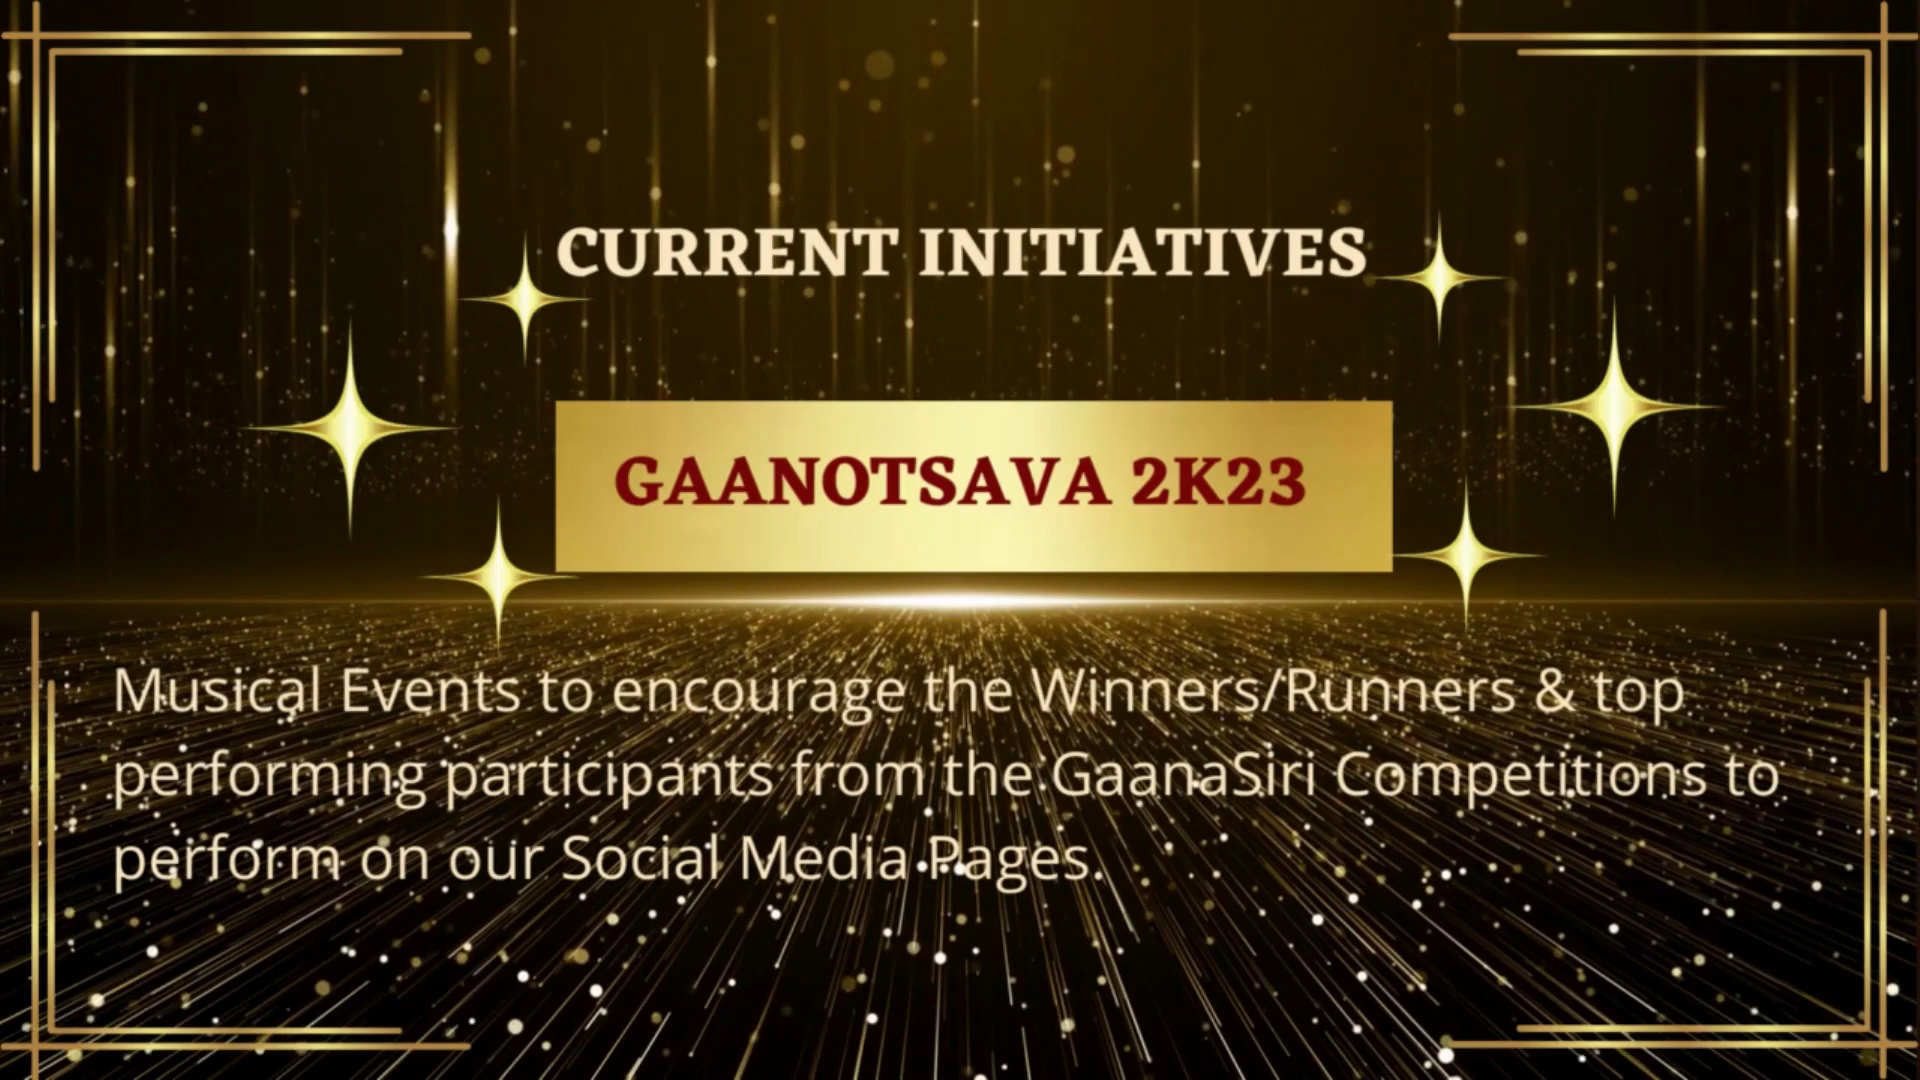 CURRENT INITIATIVES
GAANOTSAVA 2K23
Musical Events to encourage the Winners/Runners & top
performing participants from the GaanaSiri Competitions to
perform on our Social Media Pages.